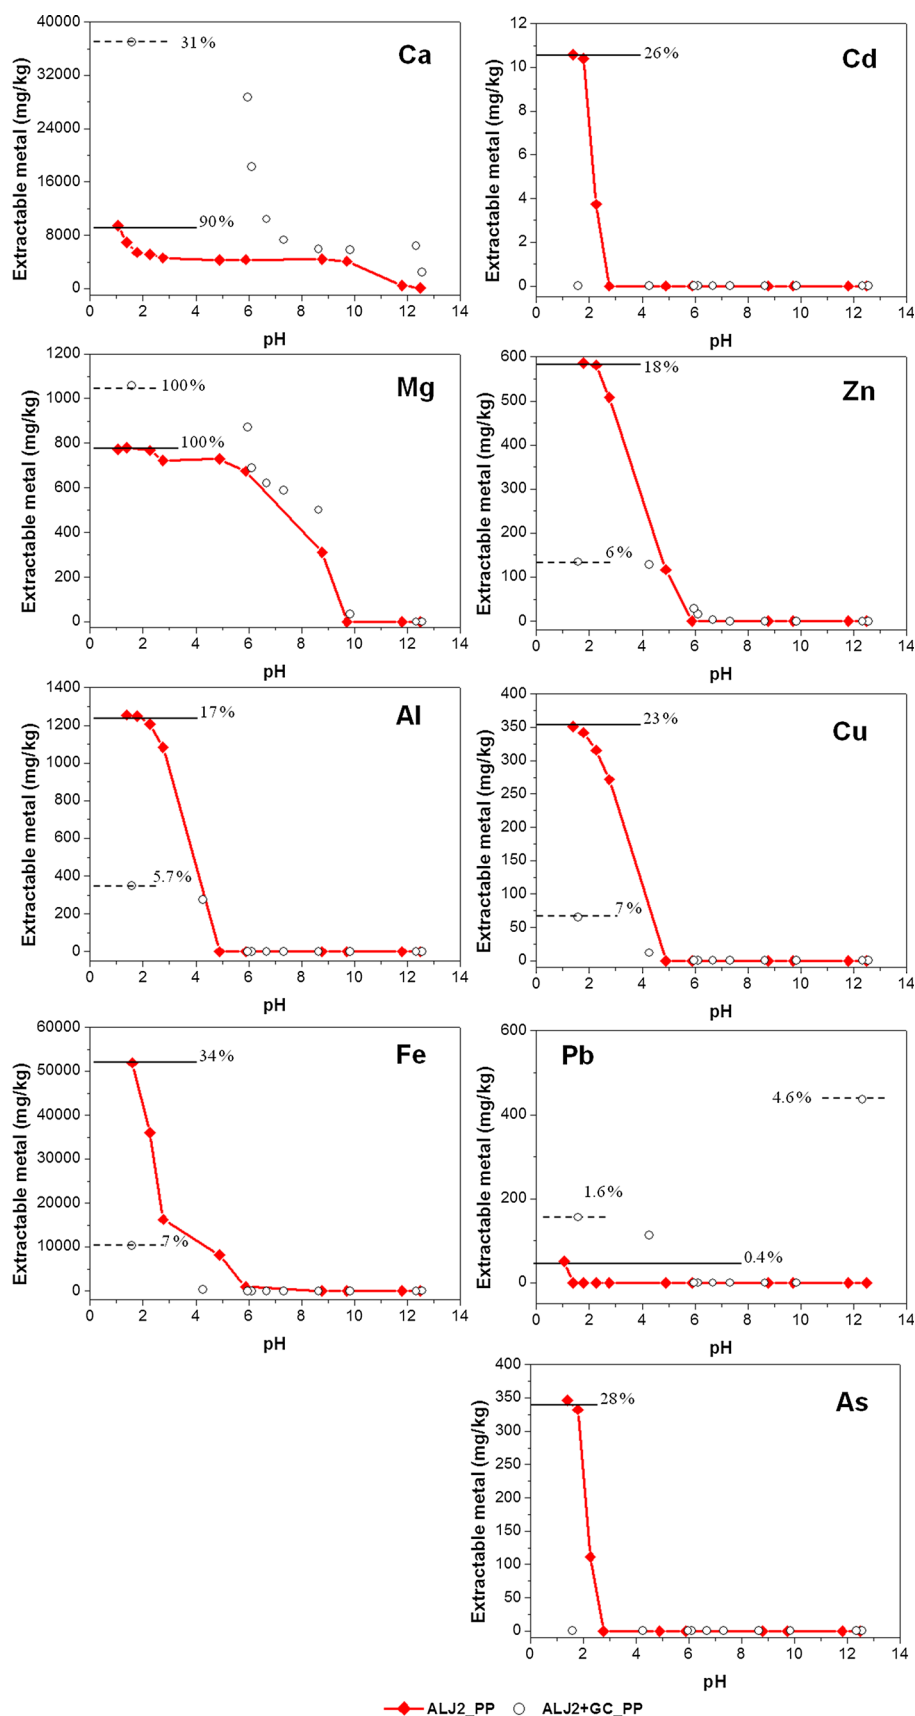 Ca
Extractable metal (mg/kg)
40000
32000
24000
16000
8000
0
31%
90%
0 2 4 6 8 10 12 14
pH
Cd
Extractable metal (mg/kg)
12
10
8
6
4
2
0
26%
0 2 4 6 8 10 12 14
pH
Mg
Extractable metal (mg/kg)
1200
1000
800
600
400
200
0
100%
100%
0 2 4 6 8 10 12 14
pH
Zn
Extractable metal (mg/kg)
600
500
400
300
200
100
0
18%
6%
0 2 4 6 8 10 12 14
pH
Al
Extractable metal (mg/kg)
1400
1200
1000
800
600
400
200
0
17%
5.7%
0 2 4 6 8 10 12 14
pH
Cu
Extractable metal (mg/kg)
400
350
300
250
200
150
100
50
0
23%
7%
0 2 4 6 8 10 12 14
pH
Fe
Extractable metal (mg/kg)
60000
50000
40000
30000
20000
10000
0
34%
7%
0 2 4 6 8 10 12 14
pH
Pb
Extractable metal (mg/kg)
600
400
200
0
4.6%
1.6%
0.4%
0 2 4 6 8 10 12 14
pH
As
Extractable metal (mg/kg)
400
350
300
250
200
150
100
50
0
28%
0 2 4 6 8 10 12 14
pH
ALJ2_PP ALJ2+GC_PP